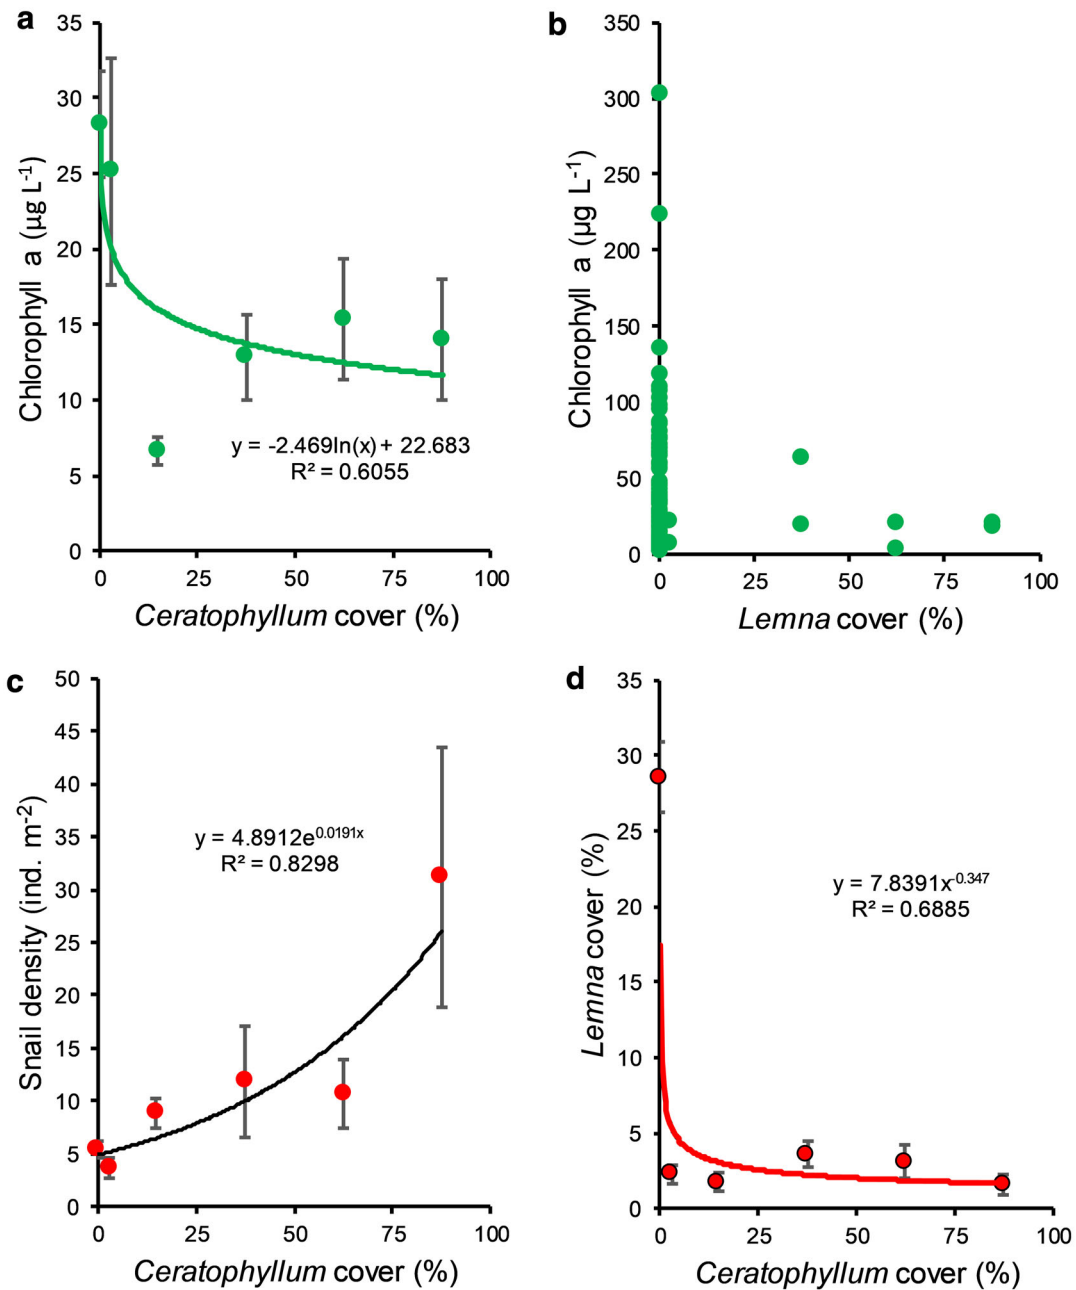 a
35
30
25
20
15
10
5
0
Chlorophyll a (µg L⁻¹)
y = -2.469ln(x) + 22.683
R² = 0.6055
0 25 50 75 100
Ceratophyllum cover (%)
b
350
300
250
200
150
100
50
0
Chlorophyll a (µg L⁻¹)
0 25 50 75 100
Lemna cover (%)
c
50
45
40
35
30
25
20
15
10
5
0
Snail density (ind. m⁻²)
y = 4.8912e⁰·⁰¹⁹¹ˣ
R² = 0.8298
0 25 50 75 100
Ceratophyllum cover (%)
d
35
30
25
20
15
10
5
0
Lemna cover (%)
y = 7.8391x⁻⁰·³⁴⁷
R² = 0.6885
0 25 50 75 100
Ceratophyllum cover (%)